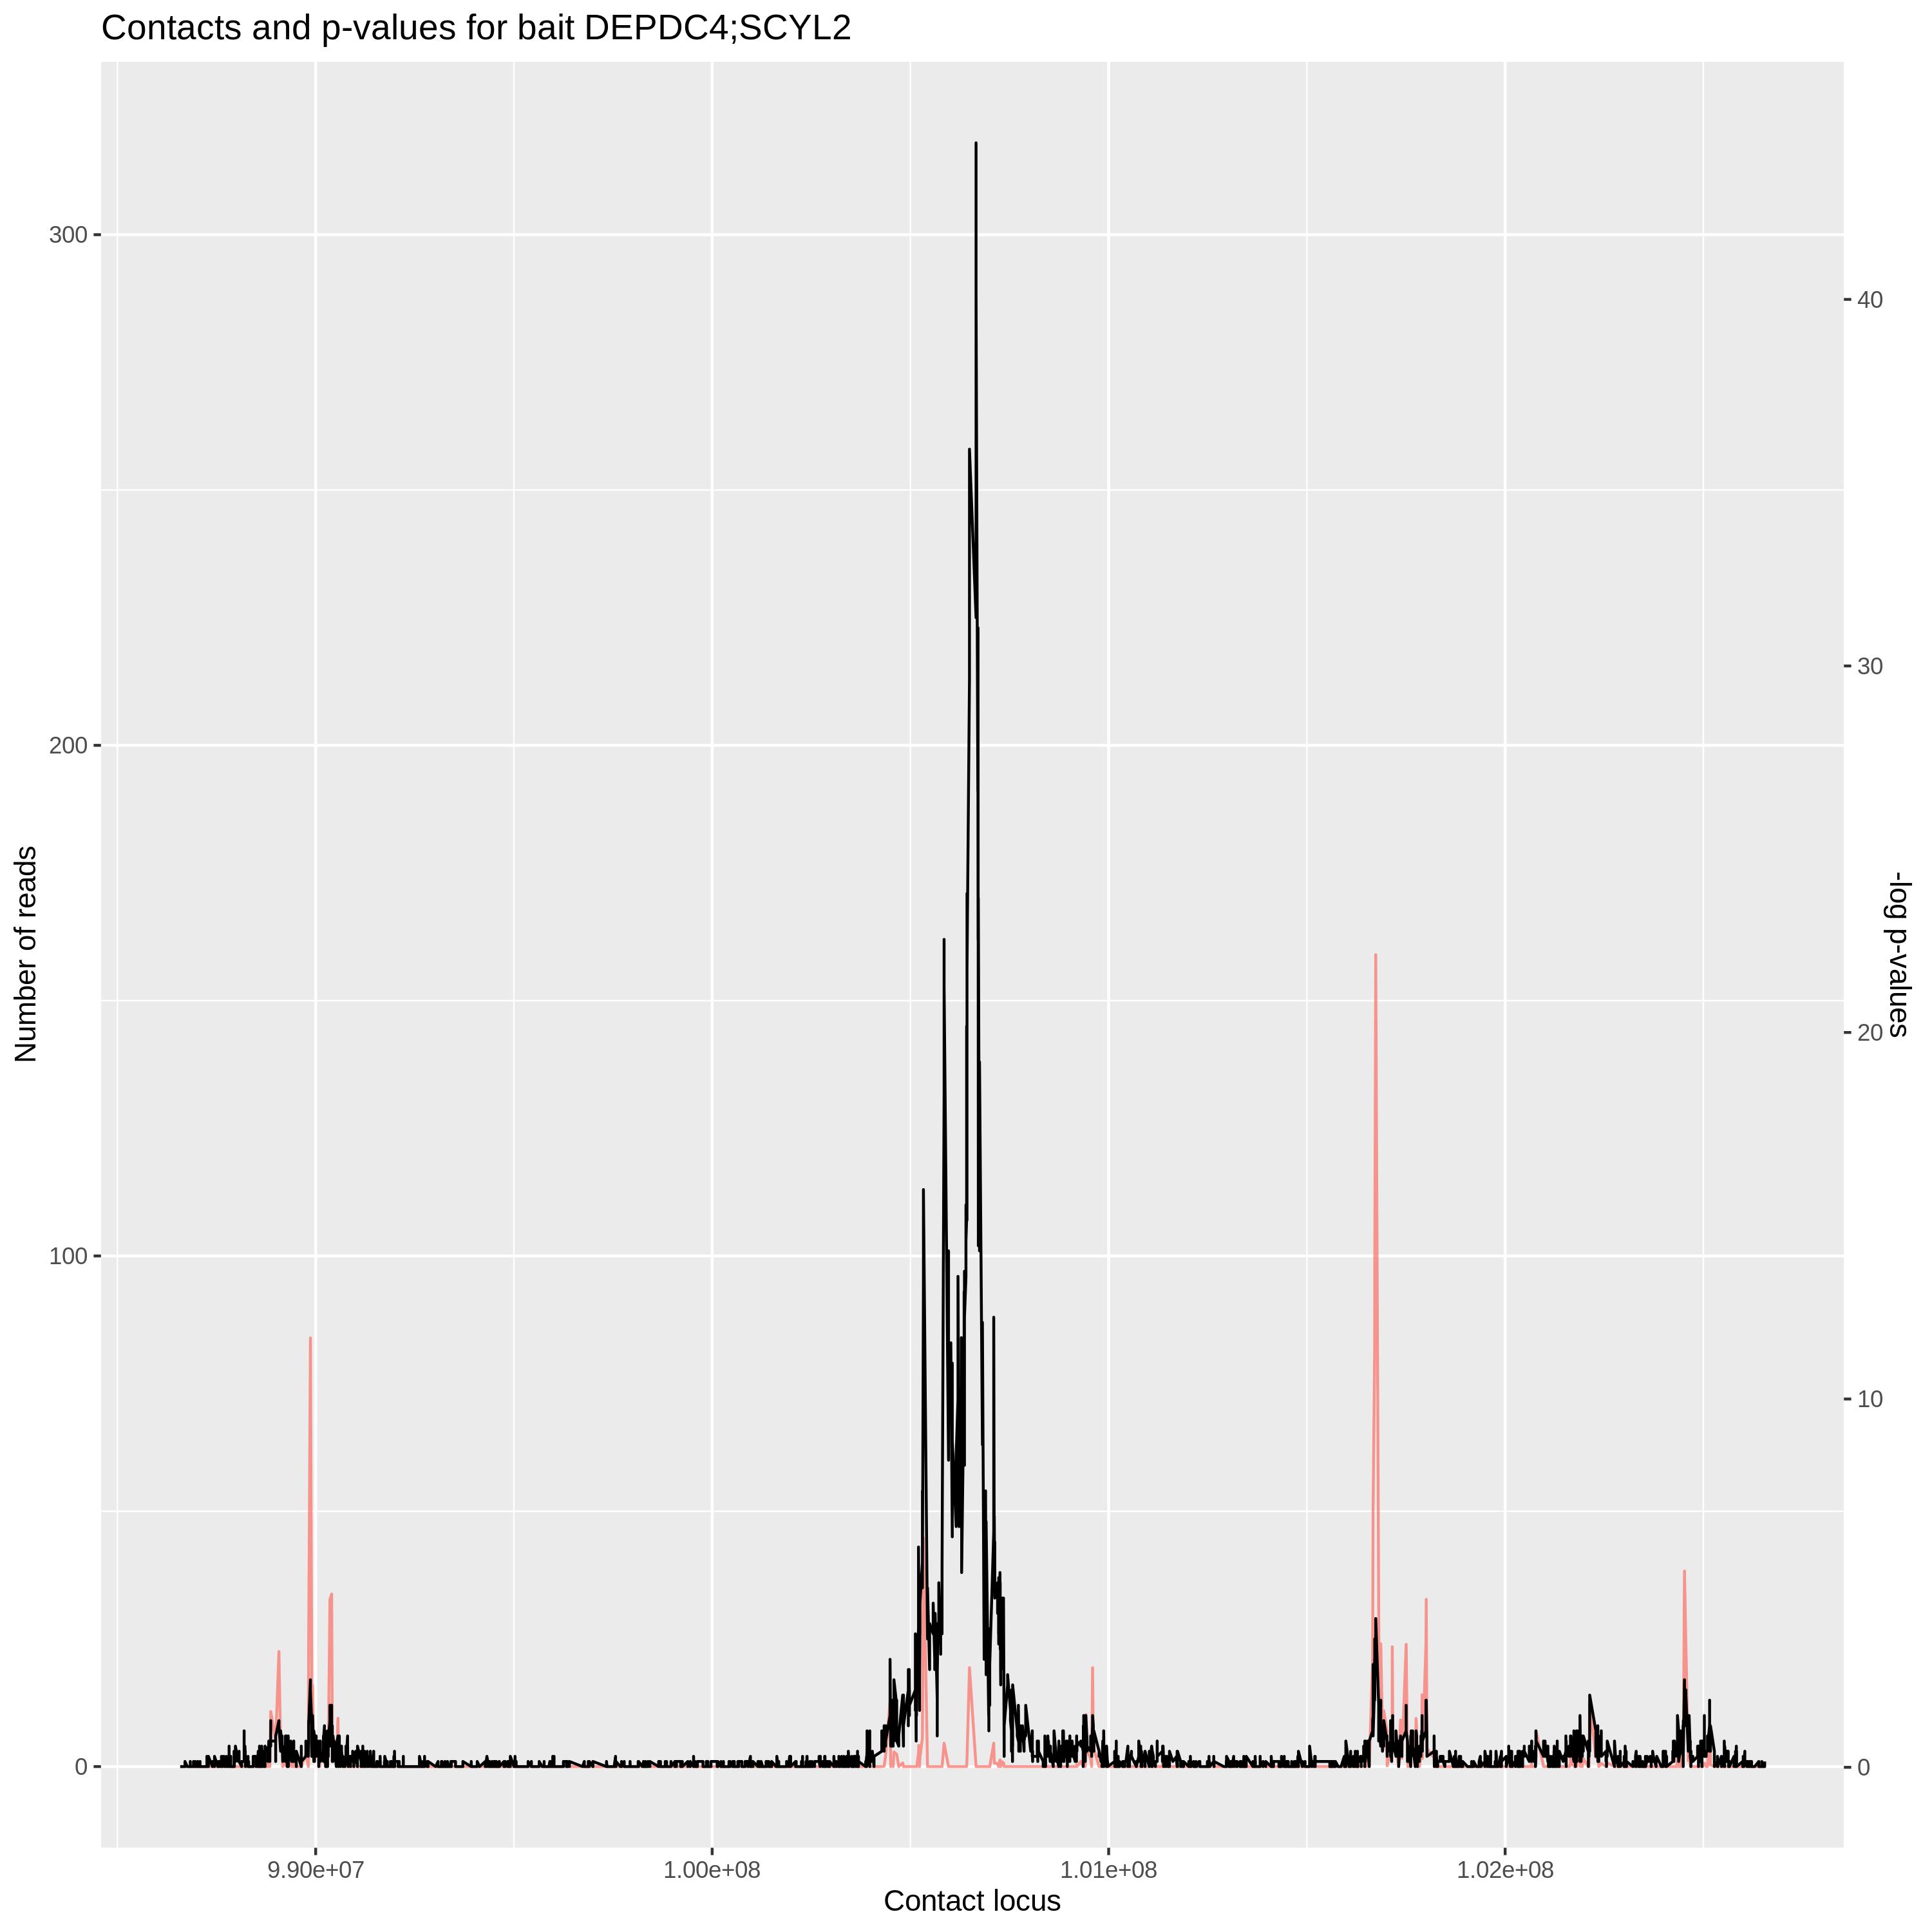 Contacts and p-values for bait DEPDC4;SCYL2
300
200
100
0
Number of reads
40
30
20
10
0
-log p-values
9.90e+07
1.00e+08
1.01e+08
1.02e+08
Contact locus